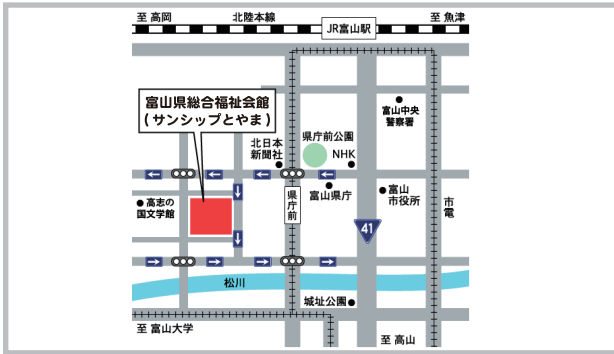 至 高岡
北陸本線
JR富山駅
至 魚津
富山県総合福祉会館
(サンシップとやま)
富山中央
警察署
北日本
新聞社
県庁前公園
NHK
高志の
国文学館
県庁前
富山県庁
富山
市役所
市電
41
松川
城址公園
至 富山大学
至 高山